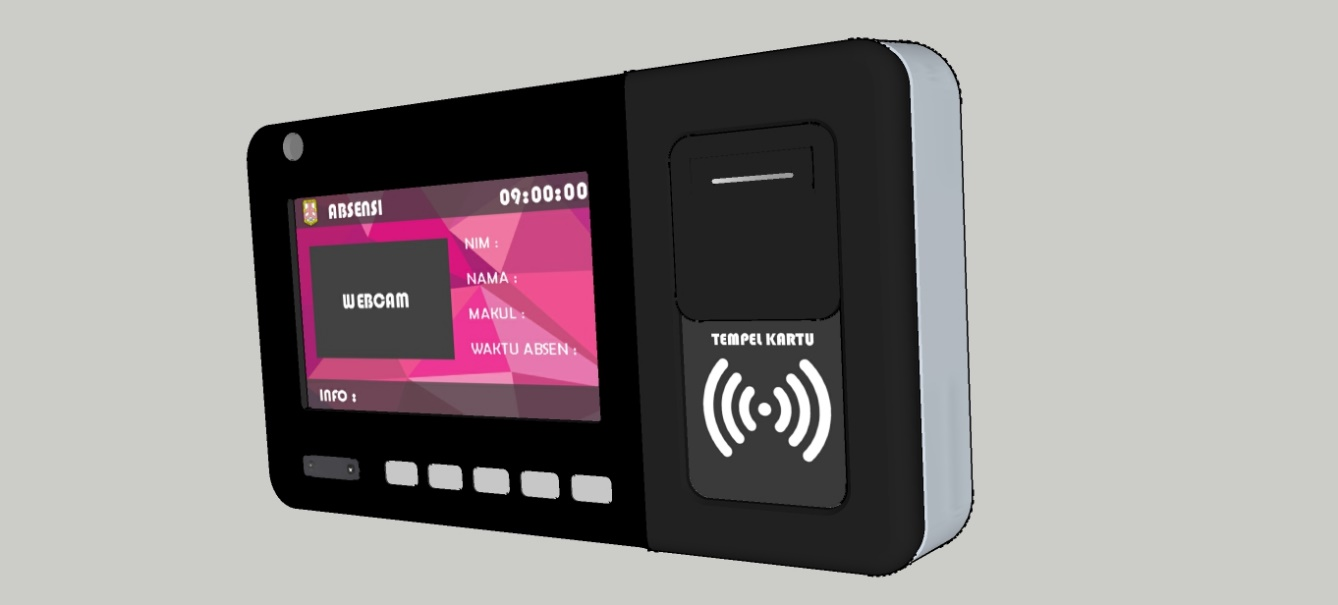 ABSENSI
09:00:00
WEBCAM
NIM :
NAMA :
MAKUL :
WAKTU ABSEN :
INFO :
TEMPEL KARTU